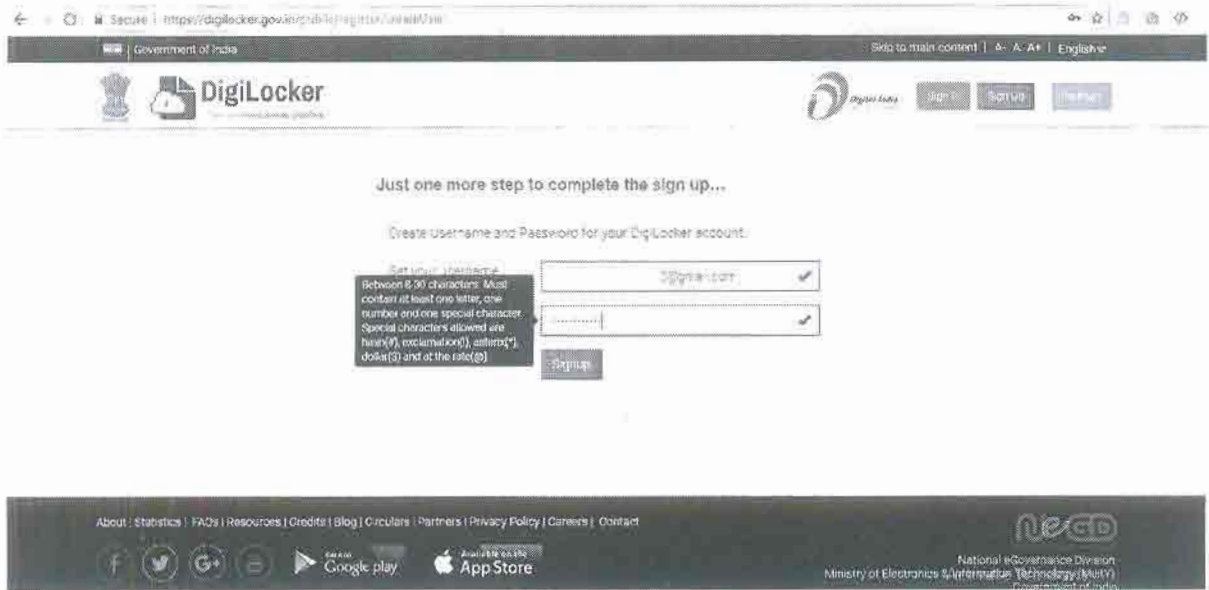 Secure | https://digilocker.gov.in/public/register/
Government of India
Skip to main content | A- A A+ | English
DigiLocker
Digital India
Sign In
Sign Up
Just one more step to complete the sign up...
Create Username and Password for your DigiLocker account.
Set your username
@gmail.com
Between 8-30 characters. Must
contain at least one letter, one
number and one special character.
Special characters allowed are
hash(#), exclamation(!), asterix(*),
dollar($) and at the rate(@)
Signup
About | Statistics | FAQs | Resources | Credits | Blog | Circulars | Partners | Privacy Policy | Careers | Contact
NeGD
Google play
Available on the
App Store
National eGovernance Division
Ministry of Electronics & Information Technology (MeitY)
Government of India